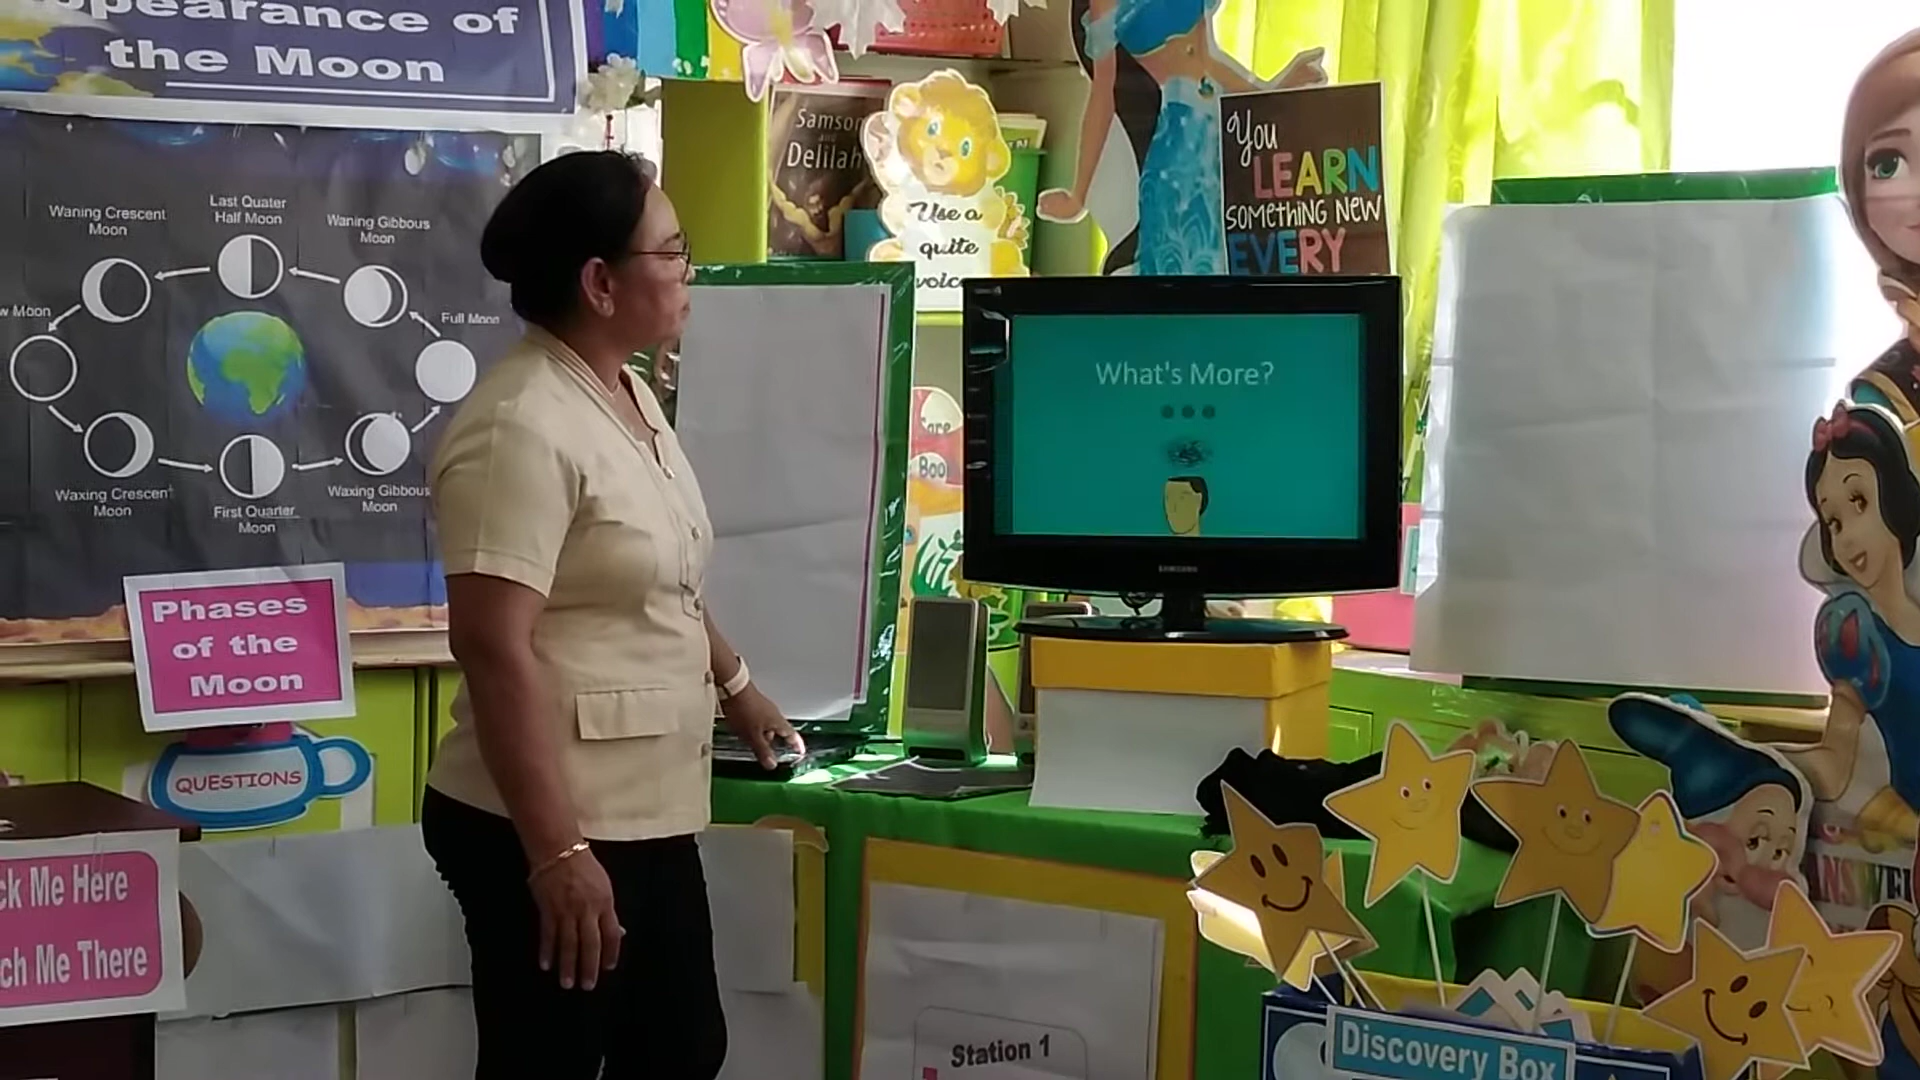 ppearance of
the Moon
Waning Crescent
Moon
Last Quater
Half Moon
Waning Gibbous
Moon
w Moon
Full Moon
Waxing Crescent
Moon
First Quarter
Moon
Waxing Gibbous
Moon
Phases
of the
Moon
QUESTIONS
ck Me Here
ch Me There
Samson
and
Delilah
Use a
quite
voice
You
LEARN
SOMETHING NEW
EVERY
What's More?
SAMSUNG
Station 1
Discovery Box